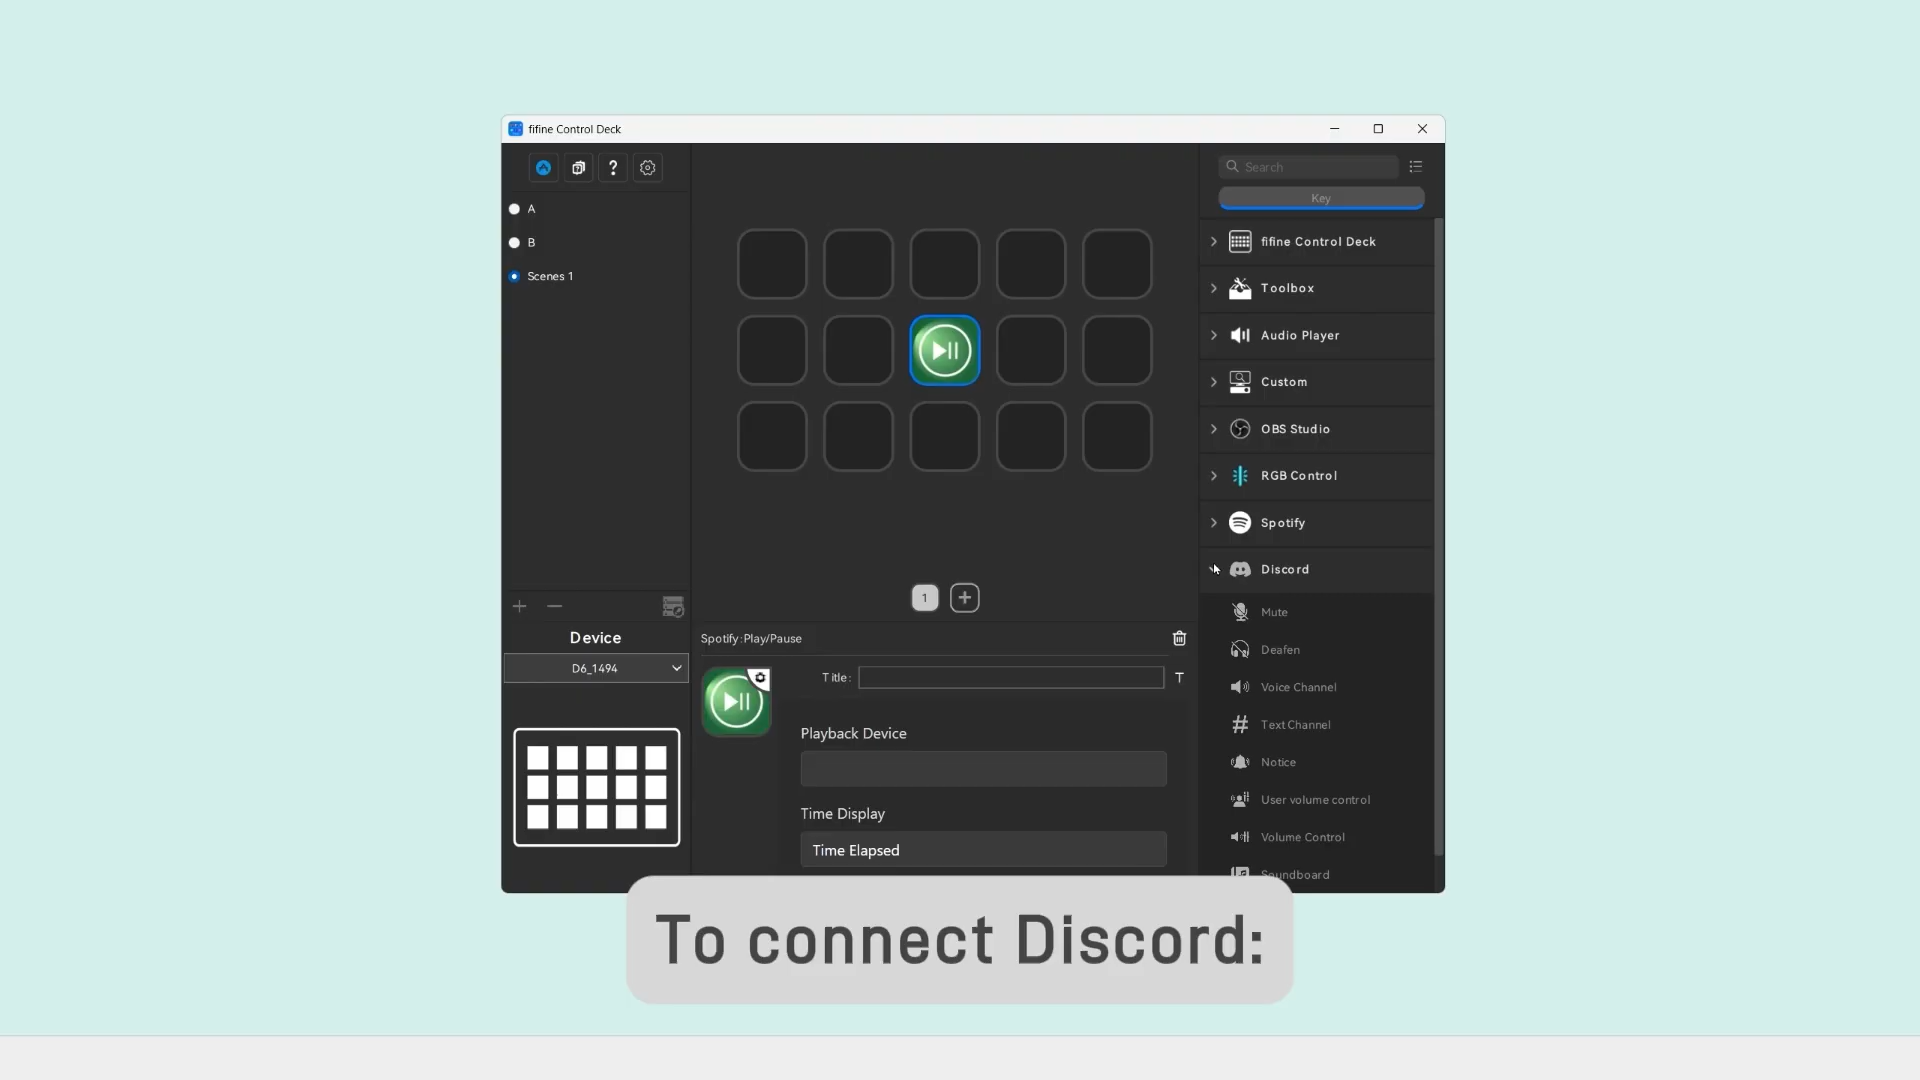 fifine Control Deck
A
B
Scenes 1
Device
D6_1494
1
Spotify:Play/Pause
Title:
T
Playback Device
Time Display
Time Elapsed
Search
Key
fifine Control Deck
Toolbox
Audio Player
Custom
OBS Studio
RGB Control
Spotify
Discord
Mute
Deafen
Voice Channel
Text Channel
Notice
User volume control
Volume Control
Soundboard
To connect Discord: